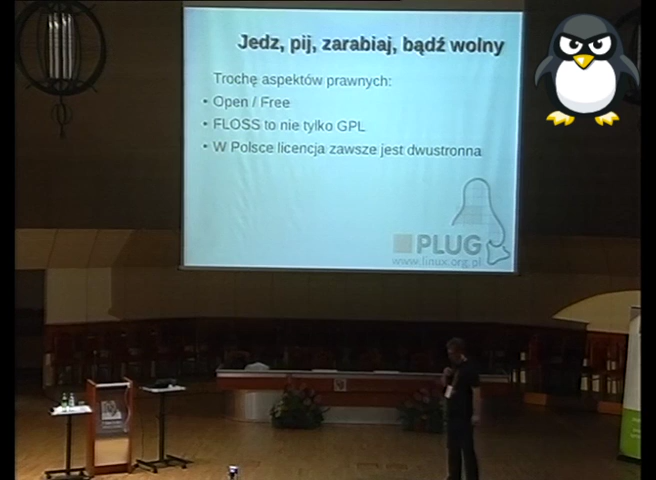 Jedz, pij, zarabiaj, bądź wolny
Trochę aspektów prawnych:
• Open / Free
• FLOSS to nie tylko GPL
• W Polsce licencja zawsze jest dwustronna
PLUG
www.linux.org.pl